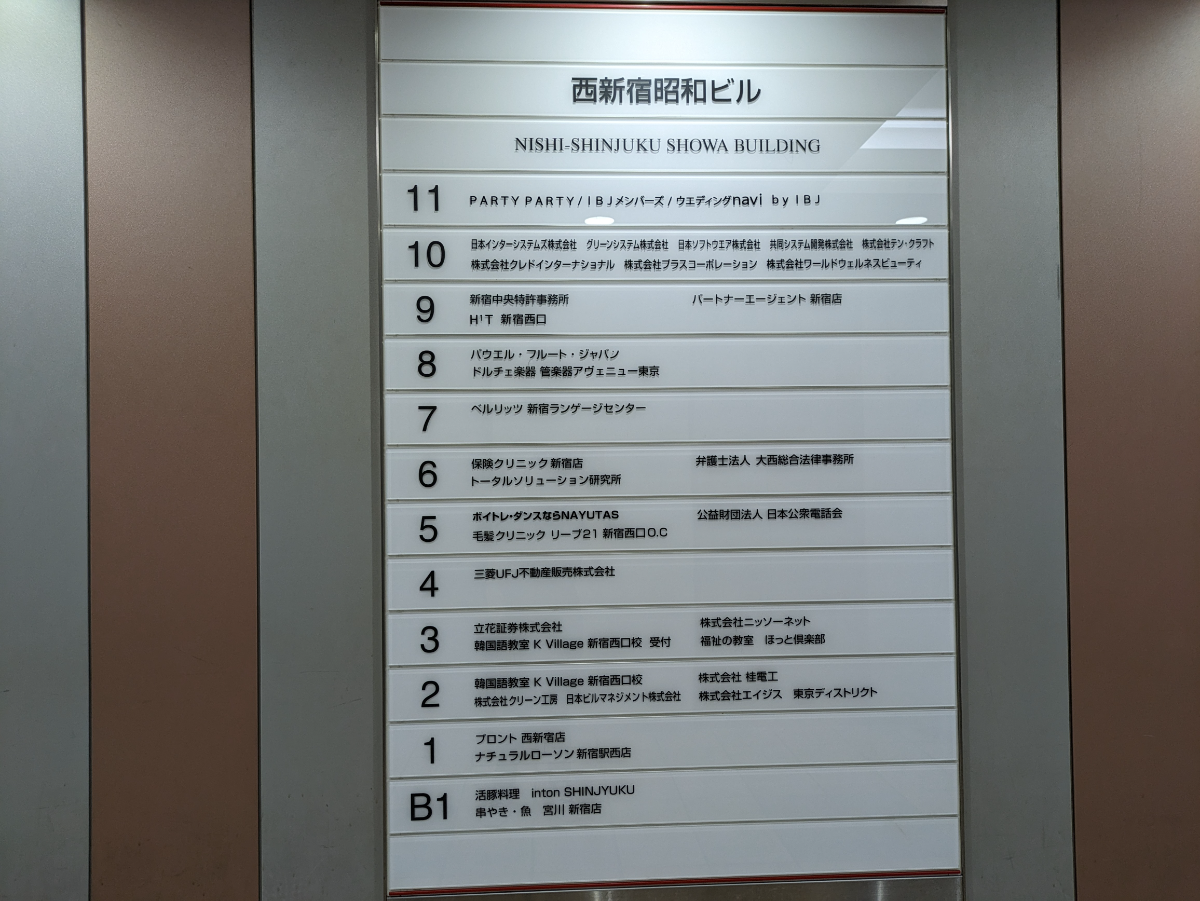 西新宿昭和ビル
NISHI-SHINJUKU SHOWA BUILDING
11 PARTY PARTY / IBJメンバーズ / ウエディングnavi by IBJ
10 日本インターシステムズ株式会社 グリーンシステム株式会社 日本ソフトウエア株式会社 共同システム開発株式会社 株式会社テン・クラフト
株式会社クレドインターナショナル 株式会社プラスコーポレーション 株式会社ワールドウェルネスビューティ
9 新宿中央特許事務所 パートナーエージェント 新宿店
H¹T 新宿西口
8 パウエル・フルート・ジャパン
ドルチェ楽器 管楽器アヴェニュー東京
7 ベルリッツ 新宿ランゲージセンター
6 保険クリニック 新宿店 弁護士法人 大西総合法律事務所
トータルソリューション研究所
5 ボイトレ・ダンスならNAYUTAS 公益財団法人 日本公衆電話会
毛髪クリニック リーブ21 新宿西口O.C
4 三菱UFJ不動産販売株式会社
3 立花証券株式会社 株式会社ニッソーネット
韓国語教室 K Village 新宿西口校 受付 福祉の教室 ほっと倶楽部
2 韓国語教室 K Village 新宿西口校 株式会社 桂電工
株式会社クリーン工房 日本ビルマネジメント株式会社 株式会社エイジス 東京ディストリクト
1 プロント 西新宿店
ナチュラルローソン 新宿駅西店
B1 活豚料理 inton SHINJYUKU
串やき・魚 宮川 新宿店